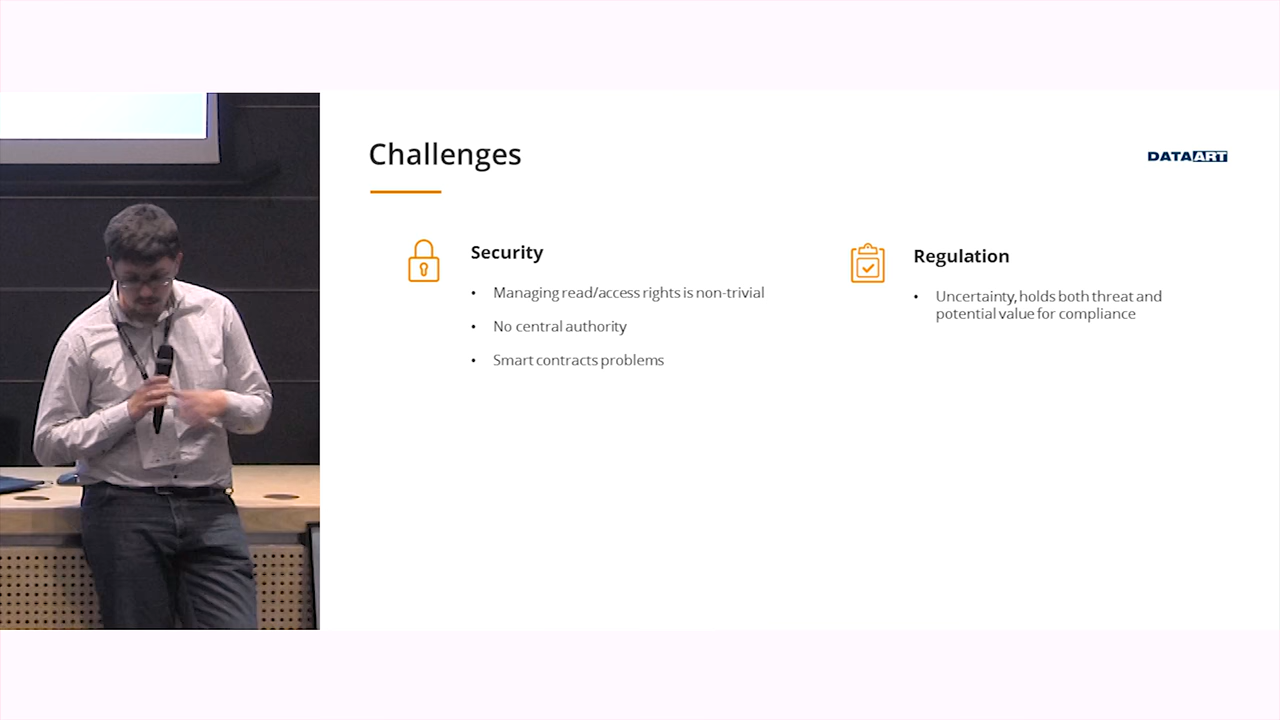 Challenges
DATAART
Security
• Managing read/access rights is non-trivial
• No central authority
• Smart contracts problems
Regulation
• Uncertainty, holds both threat and
potential value for compliance